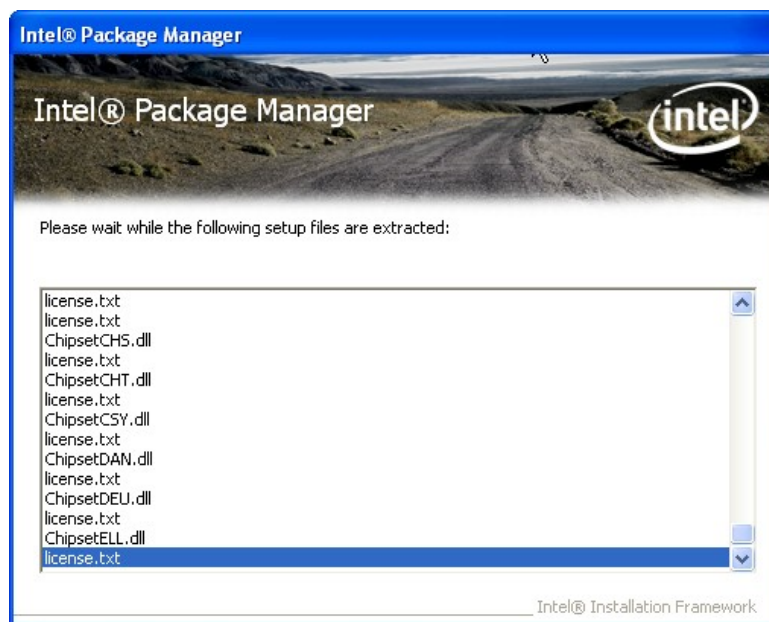 Intel® Package Manager
Intel® Package Manager
intel
Please wait while the following setup files are extracted:
license.txt
license.txt
ChipsetCHS.dll
license.txt
ChipsetCHT.dll
license.txt
ChipsetCSY.dll
license.txt
ChipsetDAN.dll
license.txt
ChipsetDEU.dll
license.txt
ChipsetELL.dll
license.txt
Intel® Installation Framework